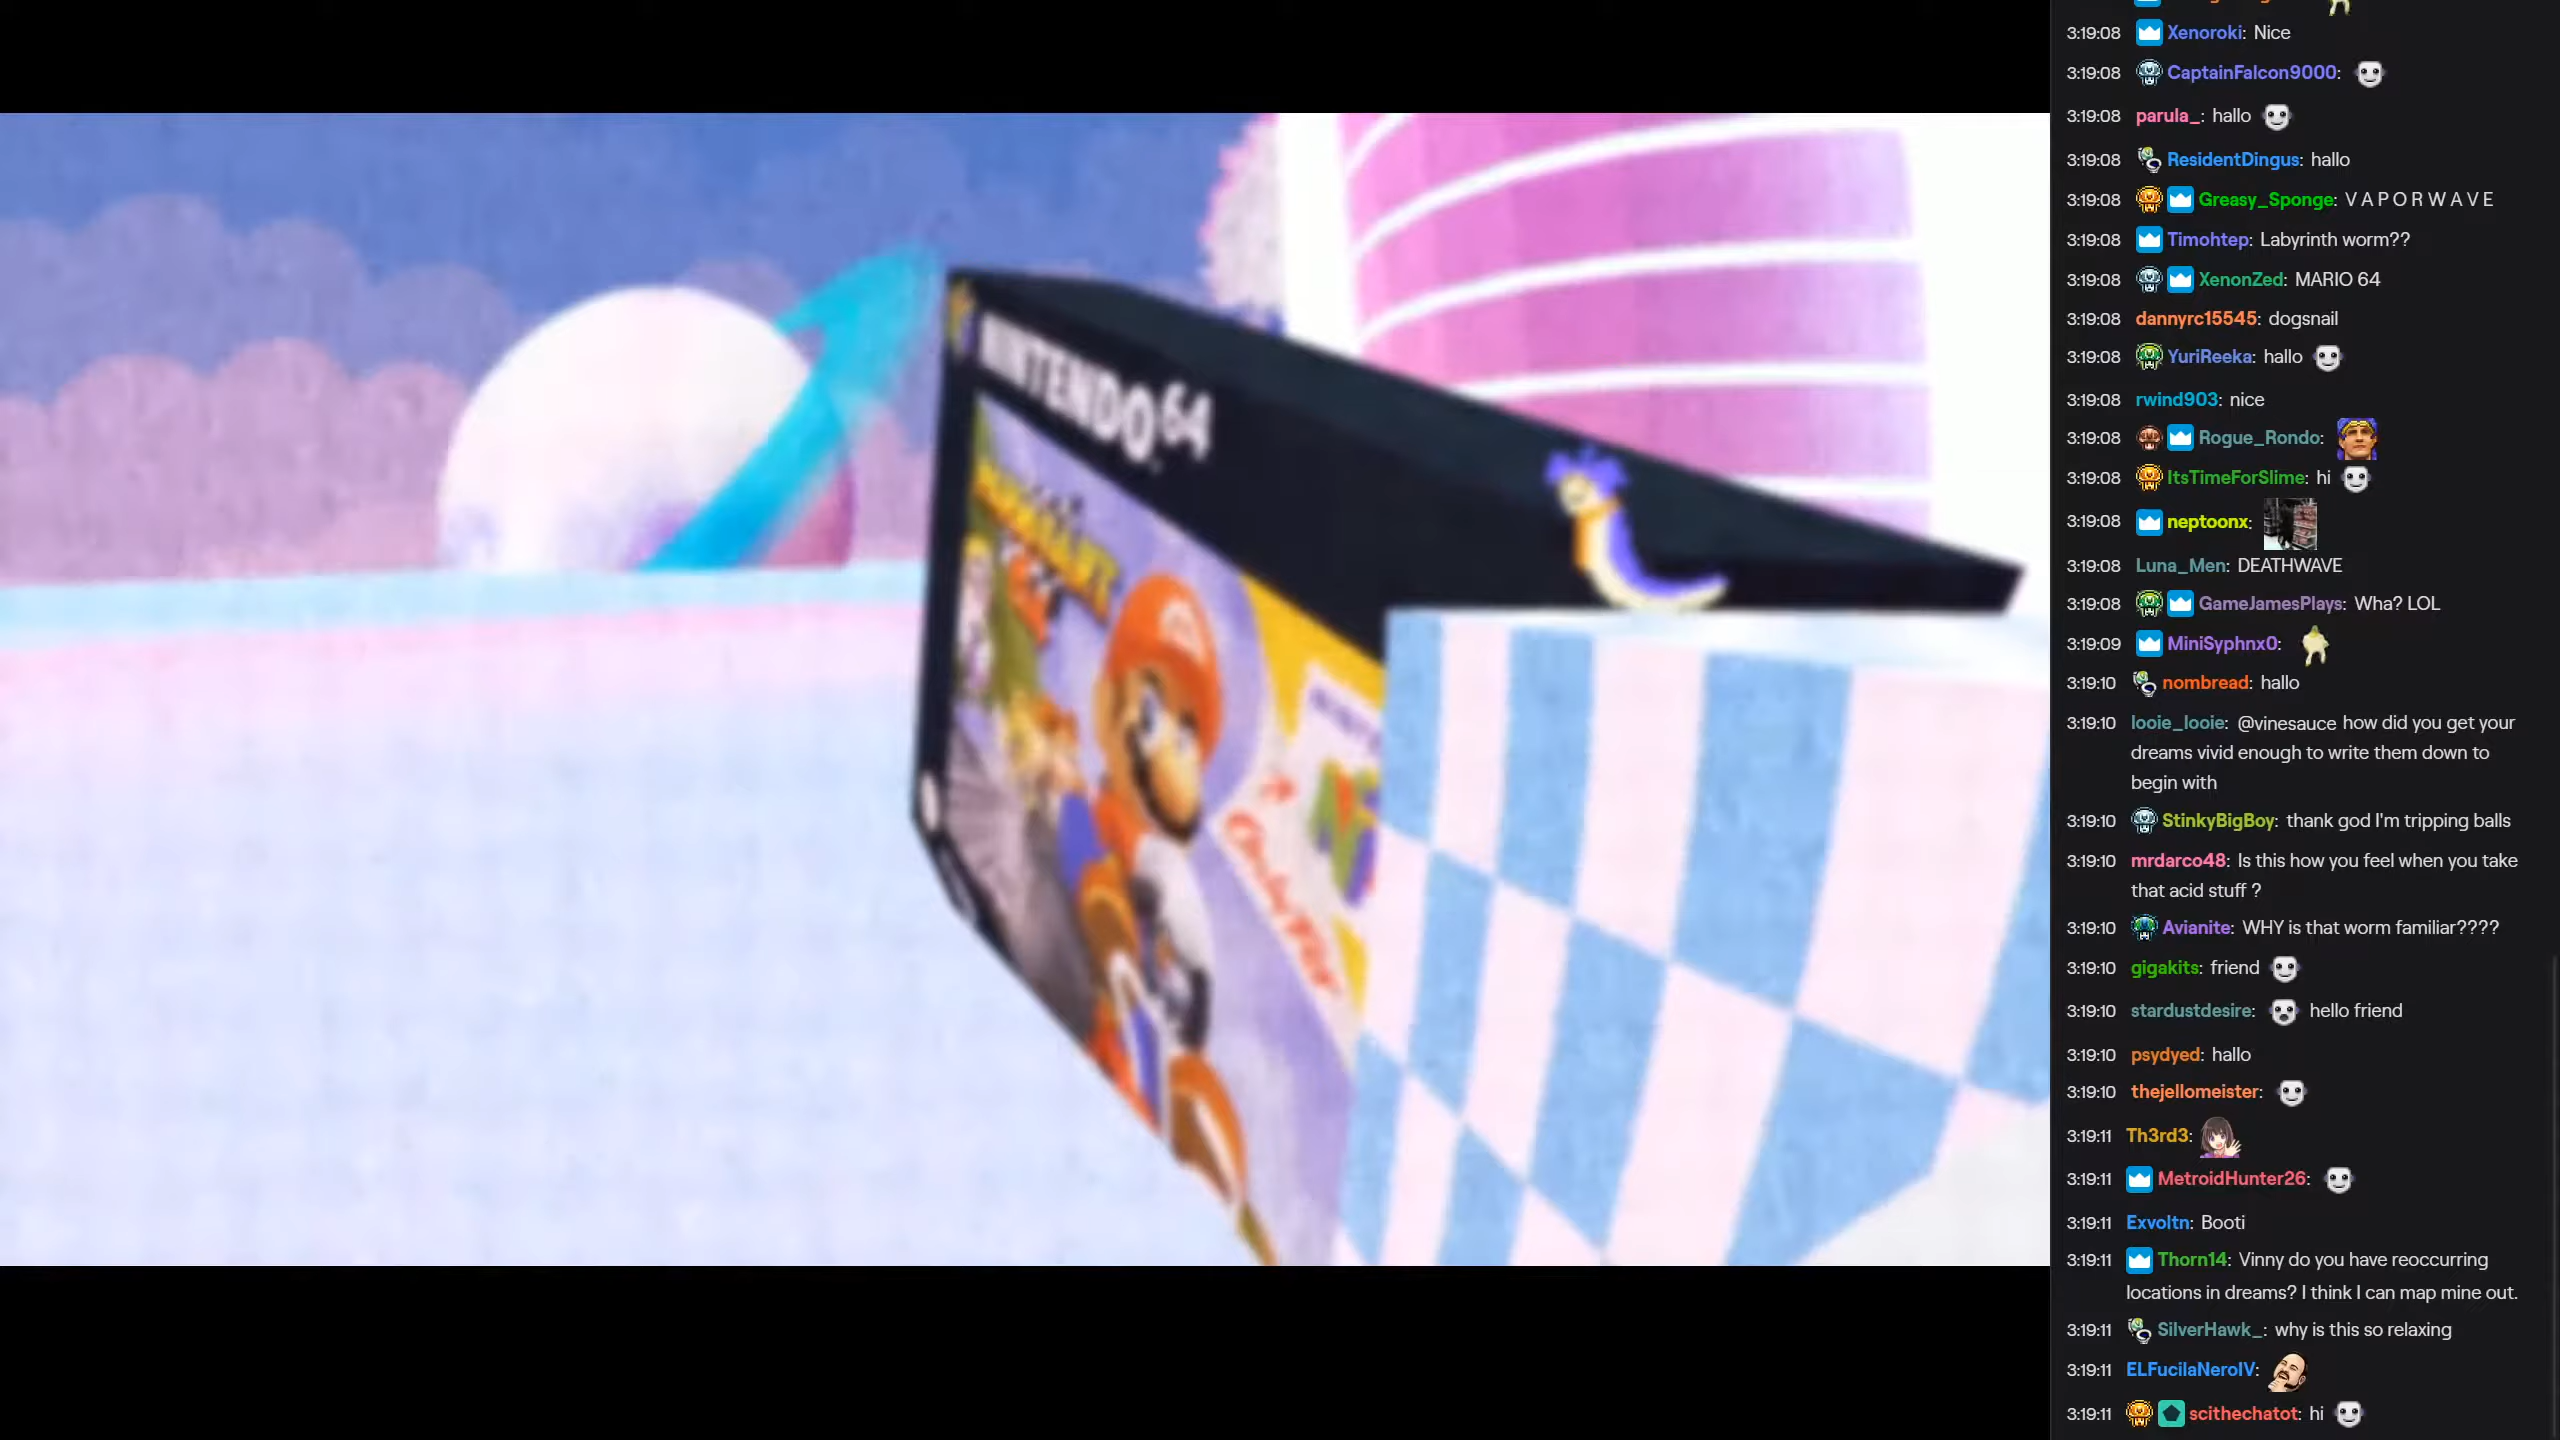 NINTENDO 64
3:19:08 Xenoroki: Nice
3:19:08 CaptainFalcon9000:
3:19:08 parula_: hallo
3:19:08 ResidentDingus: hallo
3:19:08 Greasy_Sponge: V A P O R W A V E
3:19:08 Timohtep: Labyrinth worm??
3:19:08 XenonZed: MARIO 64
3:19:08 dannyrc15545: dogsnail
3:19:08 YuriReeka: hallo
3:19:08 rwind903: nice
3:19:08 Rogue_Rondo:
3:19:08 ItsTimeForSlime: hi
3:19:08 neptoonx:
3:19:08 Luna_Men: DEATHWAVE
3:19:08 GameJamesPlays: Wha? LOL
3:19:09 MiniSyphnx0:
3:19:10 nombread: hallo
3:19:10 looie_looie: @vinesauce how did you get your
dreams vivid enough to write them down to
begin with
3:19:10 StinkyBigBoy: thank god I'm tripping balls
3:19:10 mrdarco48: Is this how you feel when you take
that acid stuff ?
3:19:10 Avianite: WHY is that worm familiar????
3:19:10 gigakits: friend
3:19:10 stardustdesire: hello friend
3:19:10 psydyed: hallo
3:19:10 thejellomeister:
3:19:11 Th3rd3:
3:19:11 MetroidHunter26:
3:19:11 Exvoltn: Booti
3:19:11 Thorn14: Vinny do you have reoccurring
locations in dreams? I think I can map mine out.
3:19:11 SilverHawk_: why is this so relaxing
3:19:11 ELFucilaNeroIV:
3:19:11 scithechatot: hi